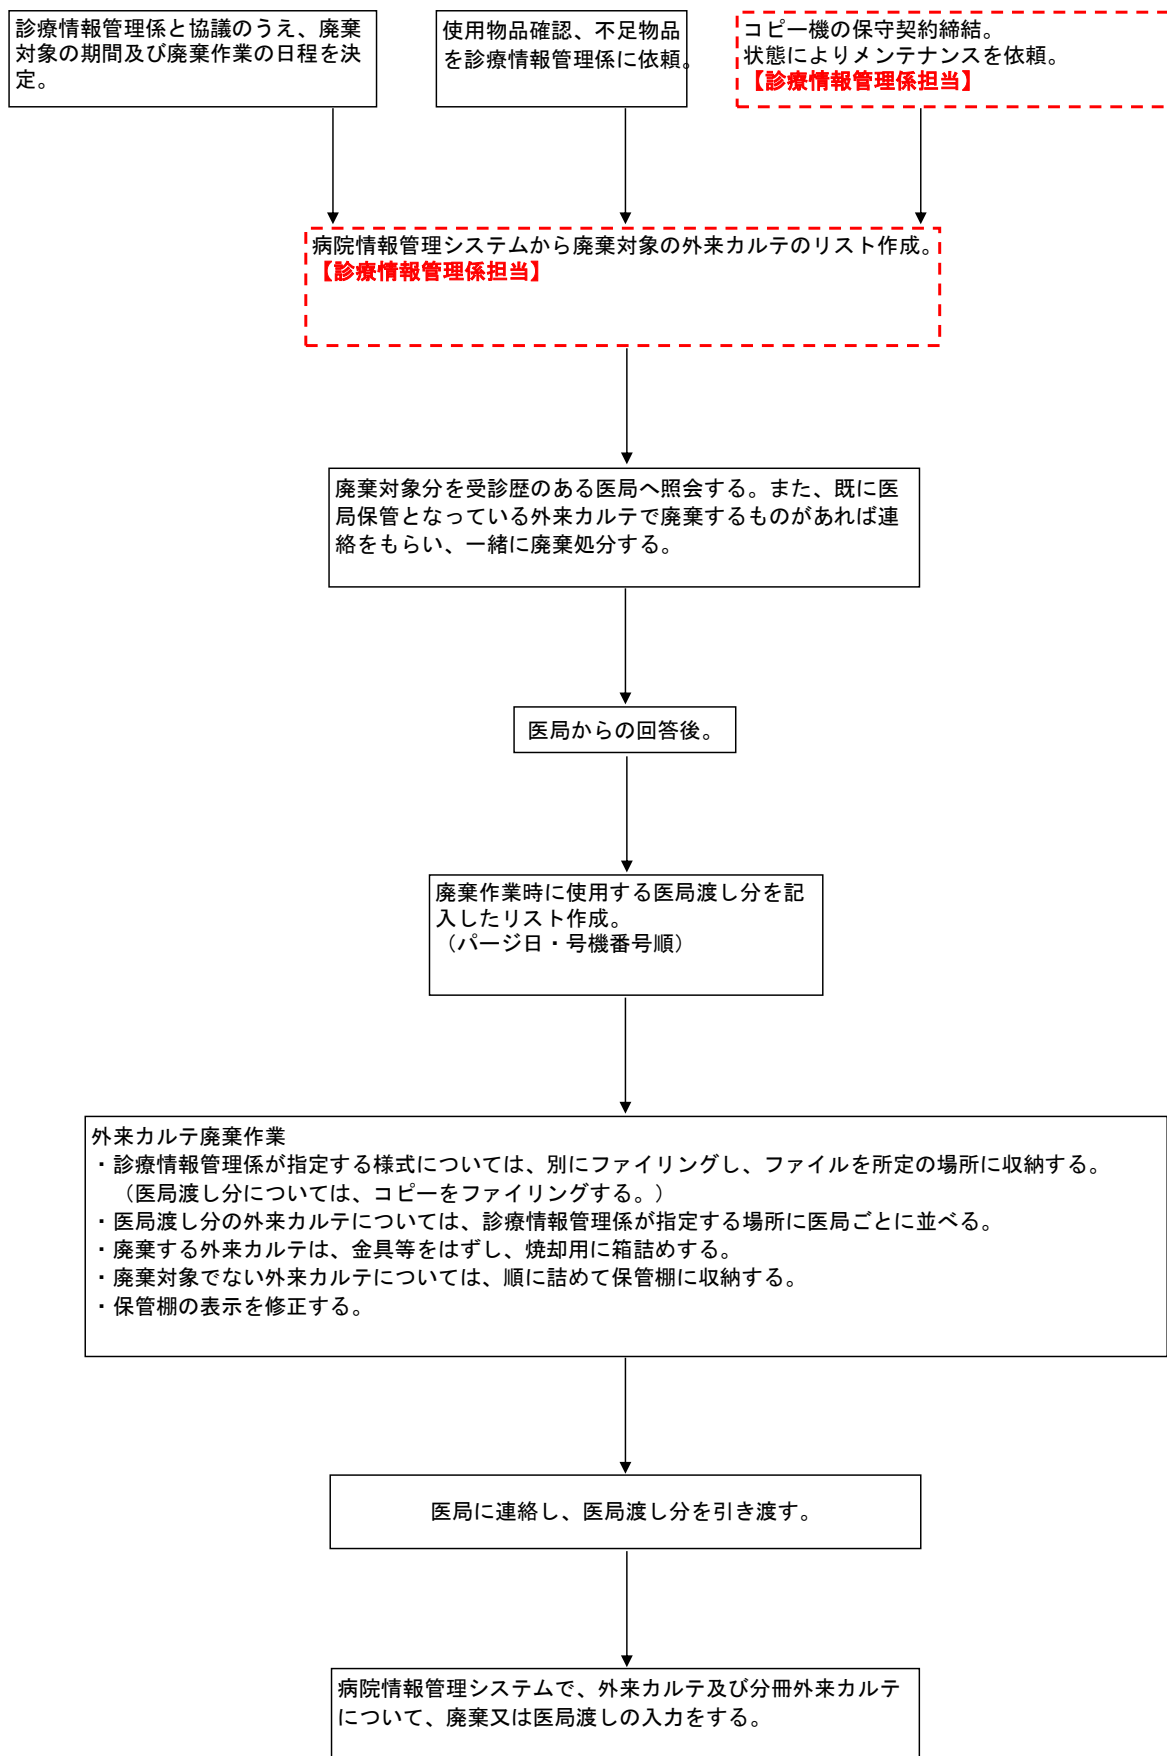 診療情報管理係と協議のうえ、廃棄
対象の期間及び廃棄作業の日程を決
定。
使用物品確認、不足物品
を診療情報管理係に依頼。
コピー機の保守契約締結。
状態によりメンテナンスを依頼。
【診療情報管理係担当】
病院情報管理システムから廃棄対象の外来カルテのリスト作成。
【診療情報管理係担当】
廃棄対象分を受診歴のある医局へ照会する。また、既に医
局保管となっている外来カルテで廃棄するものがあれば連
絡をもらい、一緒に廃棄処分する。
医局からの回答後。
廃棄作業時に使用する医局渡し分を記
入したリスト作成。
（パージ日・号機番号順）
外来カルテ廃棄作業
・診療情報管理係が指定する様式については、別にファイリングし、ファイルを所定の場所に収納する。
（医局渡し分については、コピーをファイリングする。）
・医局渡し分の外来カルテについては、診療情報管理係が指定する場所に医局ごとに並べる。
・廃棄する外来カルテは、金具等をはずし、焼却用に箱詰めする。
・廃棄対象でない外来カルテについては、順に詰めて保管棚に収納する。
・保管棚の表示を修正する。
医局に連絡し、医局渡し分を引き渡す。
病院情報管理システムで、外来カルテ及び分冊外来カルテ
について、廃棄又は医局渡しの入力をする。